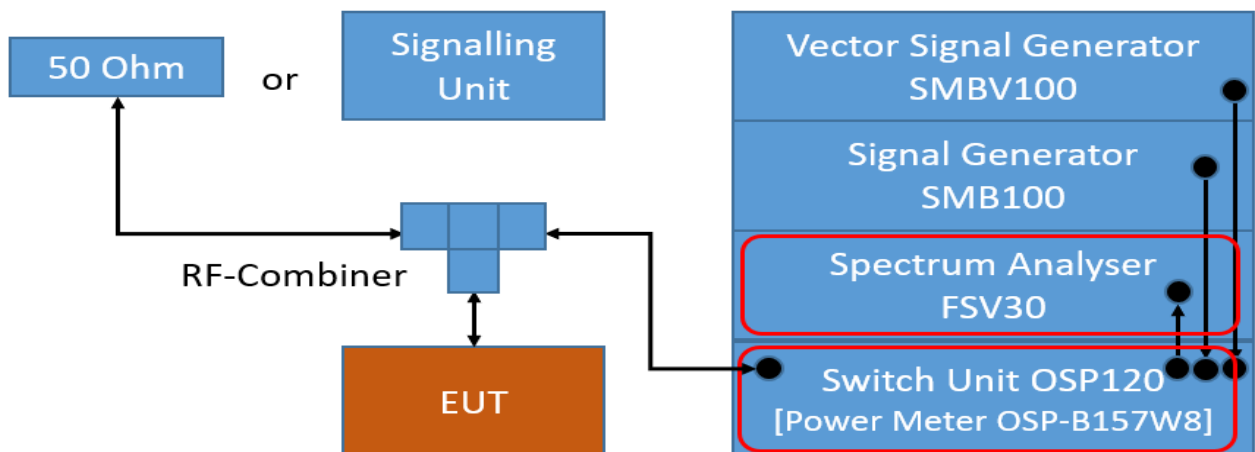 50 Ohm
or
Signalling
Unit
RF-Combiner
EUT
Vector Signal Generator
SMBV100
Signal Generator
SMB100
Spectrum Analyser
FSV30
Switch Unit OSP120
[Power Meter OSP-B157W8]